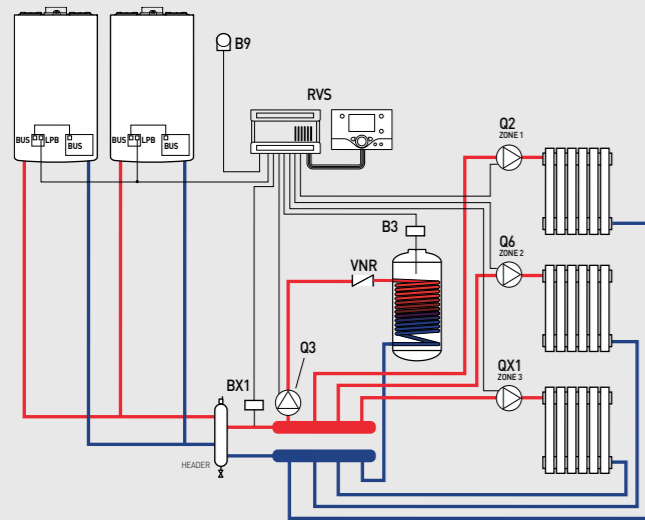 B9
RVS
BUS
LPB
BUS
BUS
LPB
BUS
Q2
ZONE 1
B3
Q6
ZONE 2
VNR
Q3
BX1
QX1
ZONE 3
HEADER